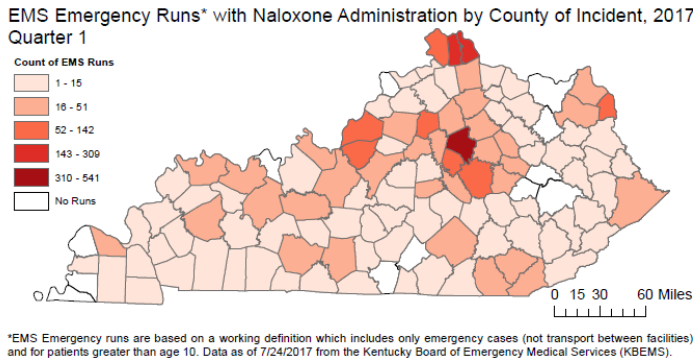 EMS Emergency Runs* with Naloxone Administration by County of Incident, 2017
Quarter 1
Count of EMS Runs
1 - 15
16 - 51
52 - 142
143 - 309
310 - 541
No Runs
0 15 30 60 Miles
*EMS Emergency runs are based on a working definition which includes only emergency cases (not transport between facilities)
and for patients greater than age 10. Data as of 7/24/2017 from the Kentucky Board of Emergency Medical Services (KBEMS).